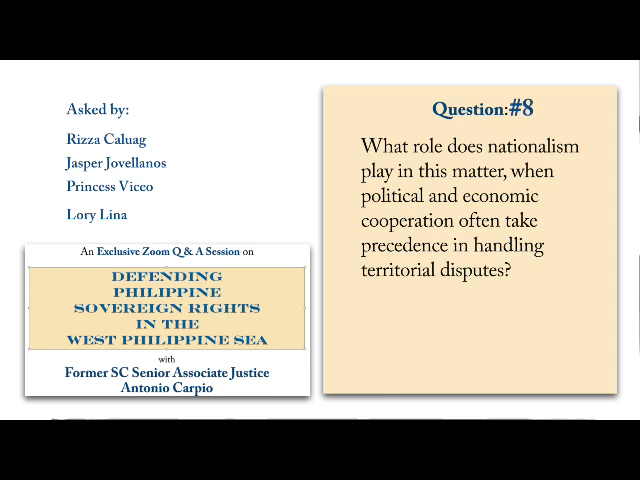 Asked by:
Rizza Caluag
Jasper Jovellanos
Princess Viceo
Lory Lina
An Exclusive Zoom Q & A Session on
DEFENDING
PHILIPPINE
SOVEREIGN RIGHTS
IN THE
WEST PHILIPPINE SEA
with
Former SC Senior Associate Justice
Antonio Carpio
Question:#8
What role does nationalism
play in this matter, when
political and economic
cooperation often take
precedence in handling
territorial disputes?